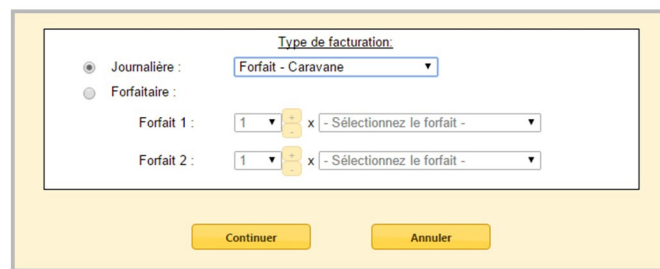 Type de facturation:
Journalière : Forfait - Caravane
Forfaitaire :
Forfait 1 : 1 + - x - Sélectionnez le forfait -
Forfait 2 : 1 + - x - Sélectionnez le forfait -
Continuer Annuler